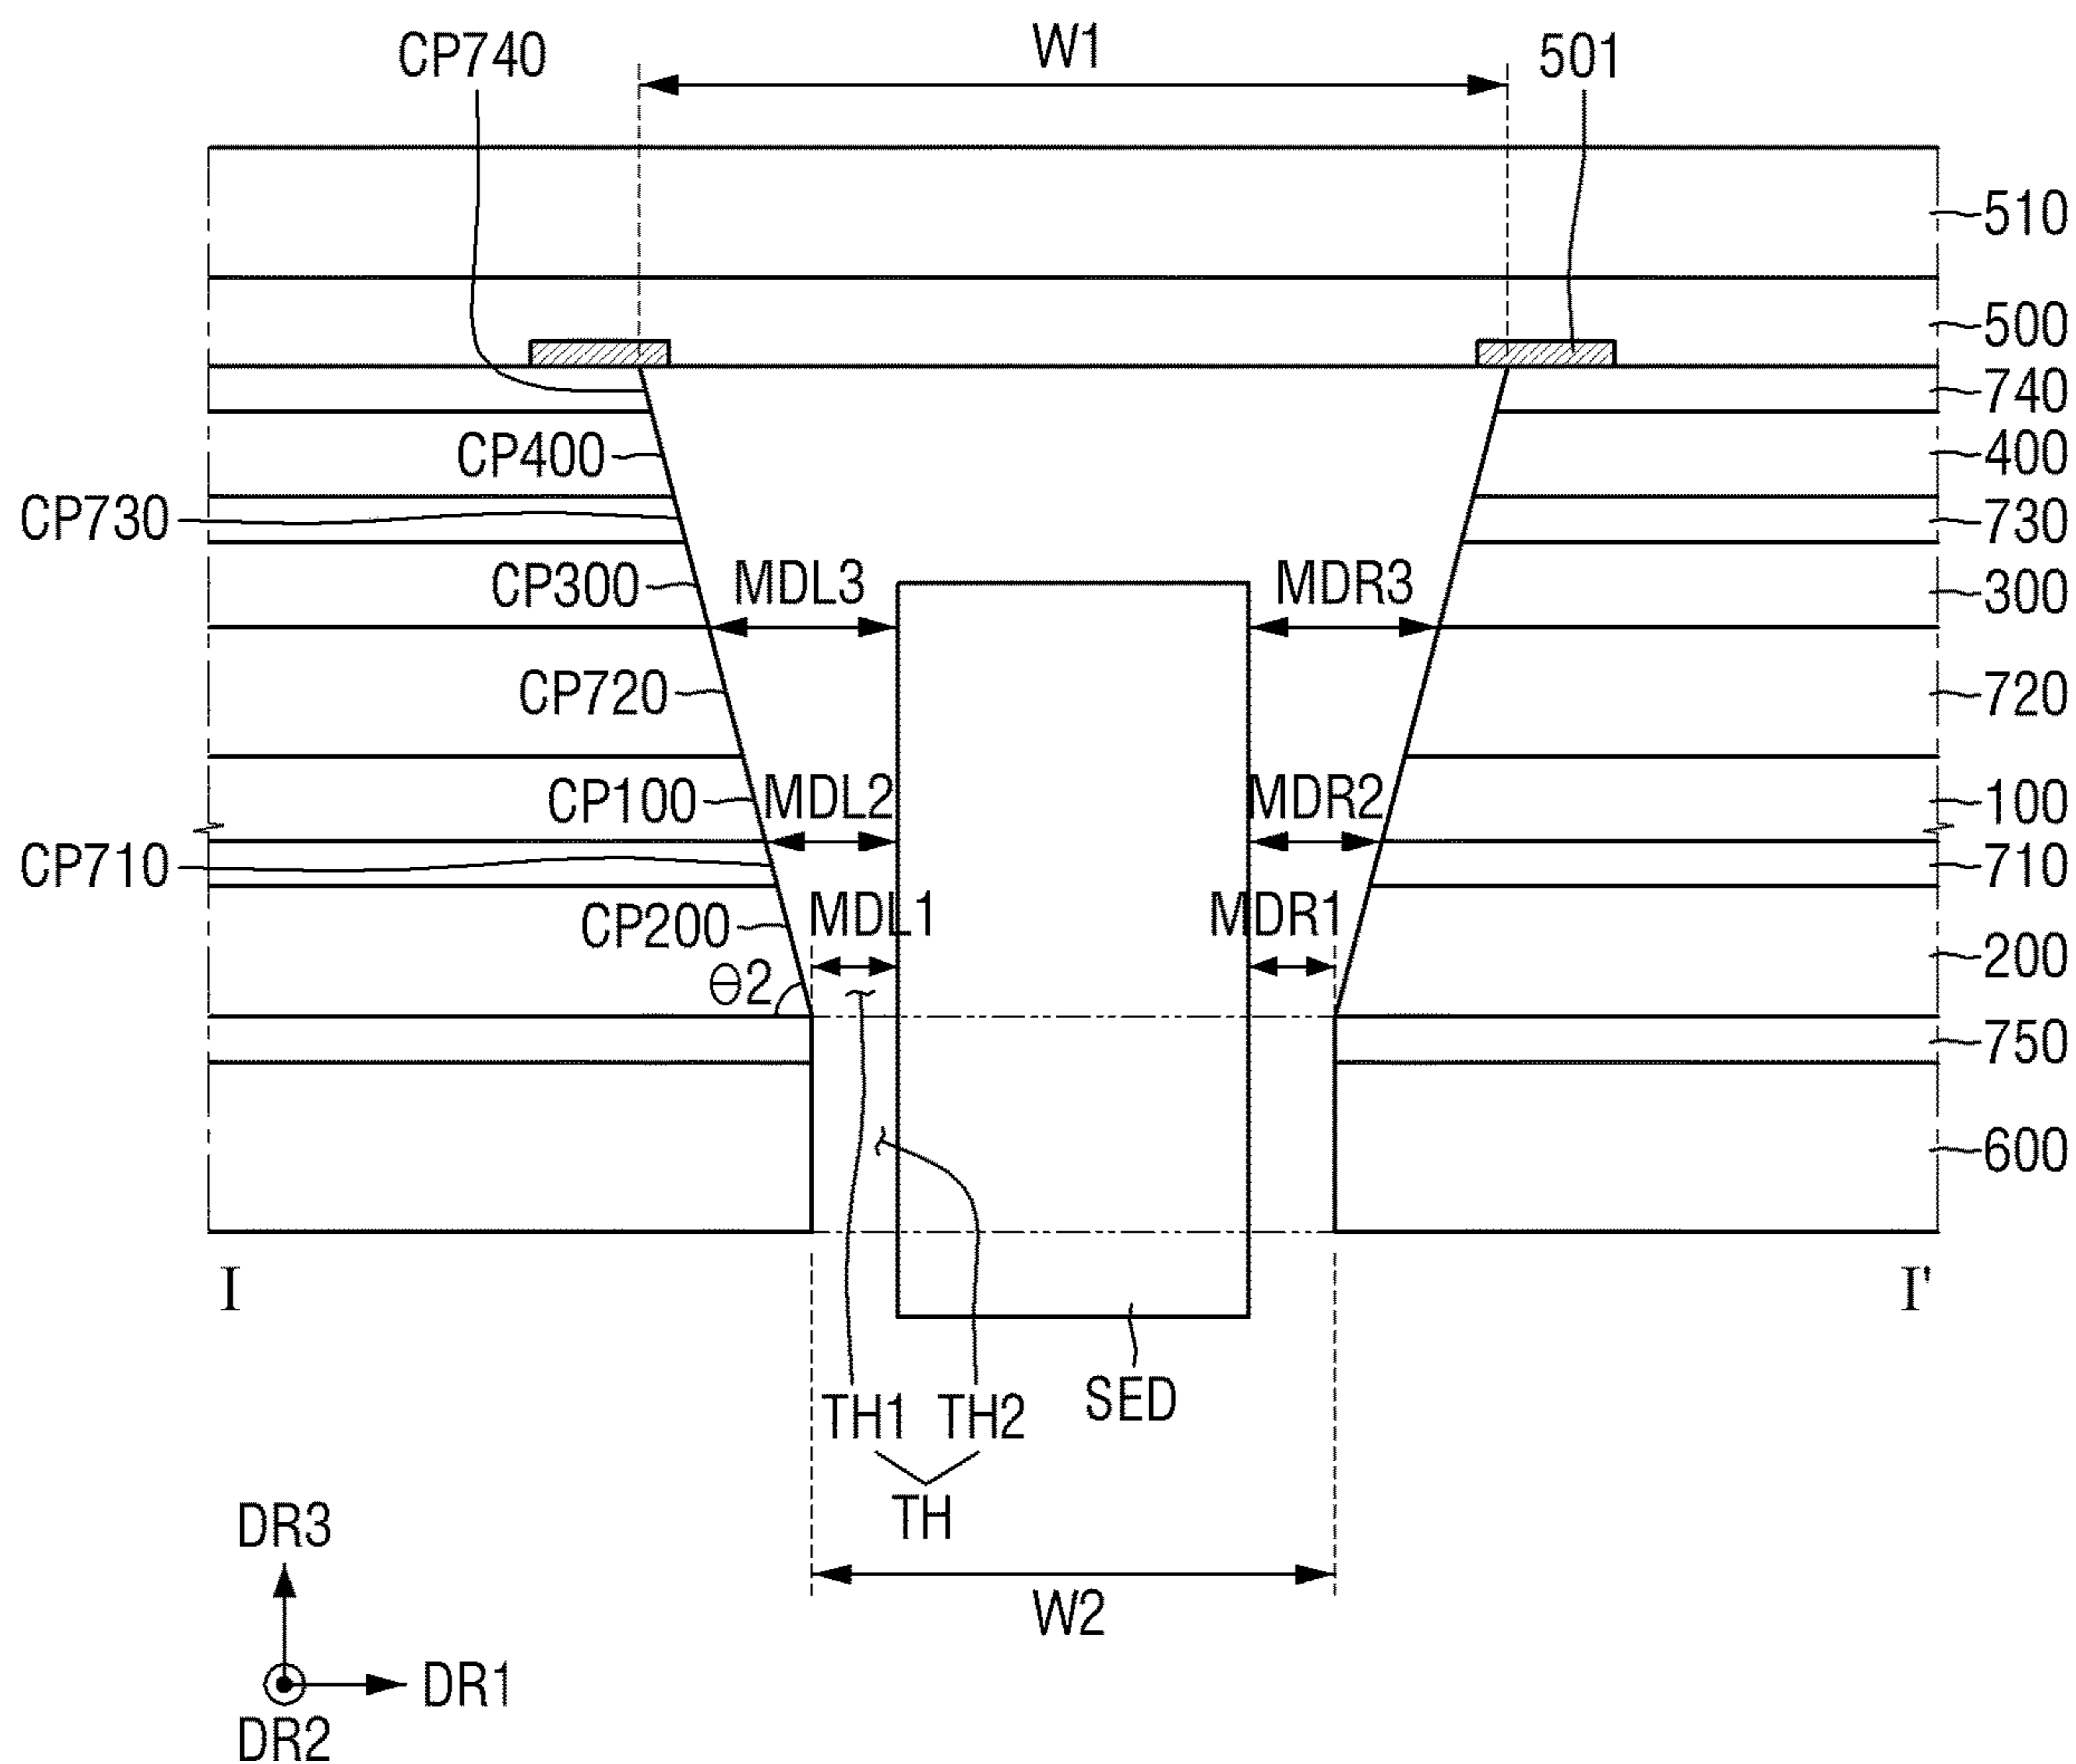 W1
CP740
501
510
500
740
CP400
400
CP730
730
CP300
MDL3
MDR3
300
CP720
720
CP100
MDL2
MDR2
100
CP710
710
CP200
MDL1
MDR1
200
θ2
750
600
I
I'
SED
TH1 TH2
TH
W2
DR3
DR1
DR2